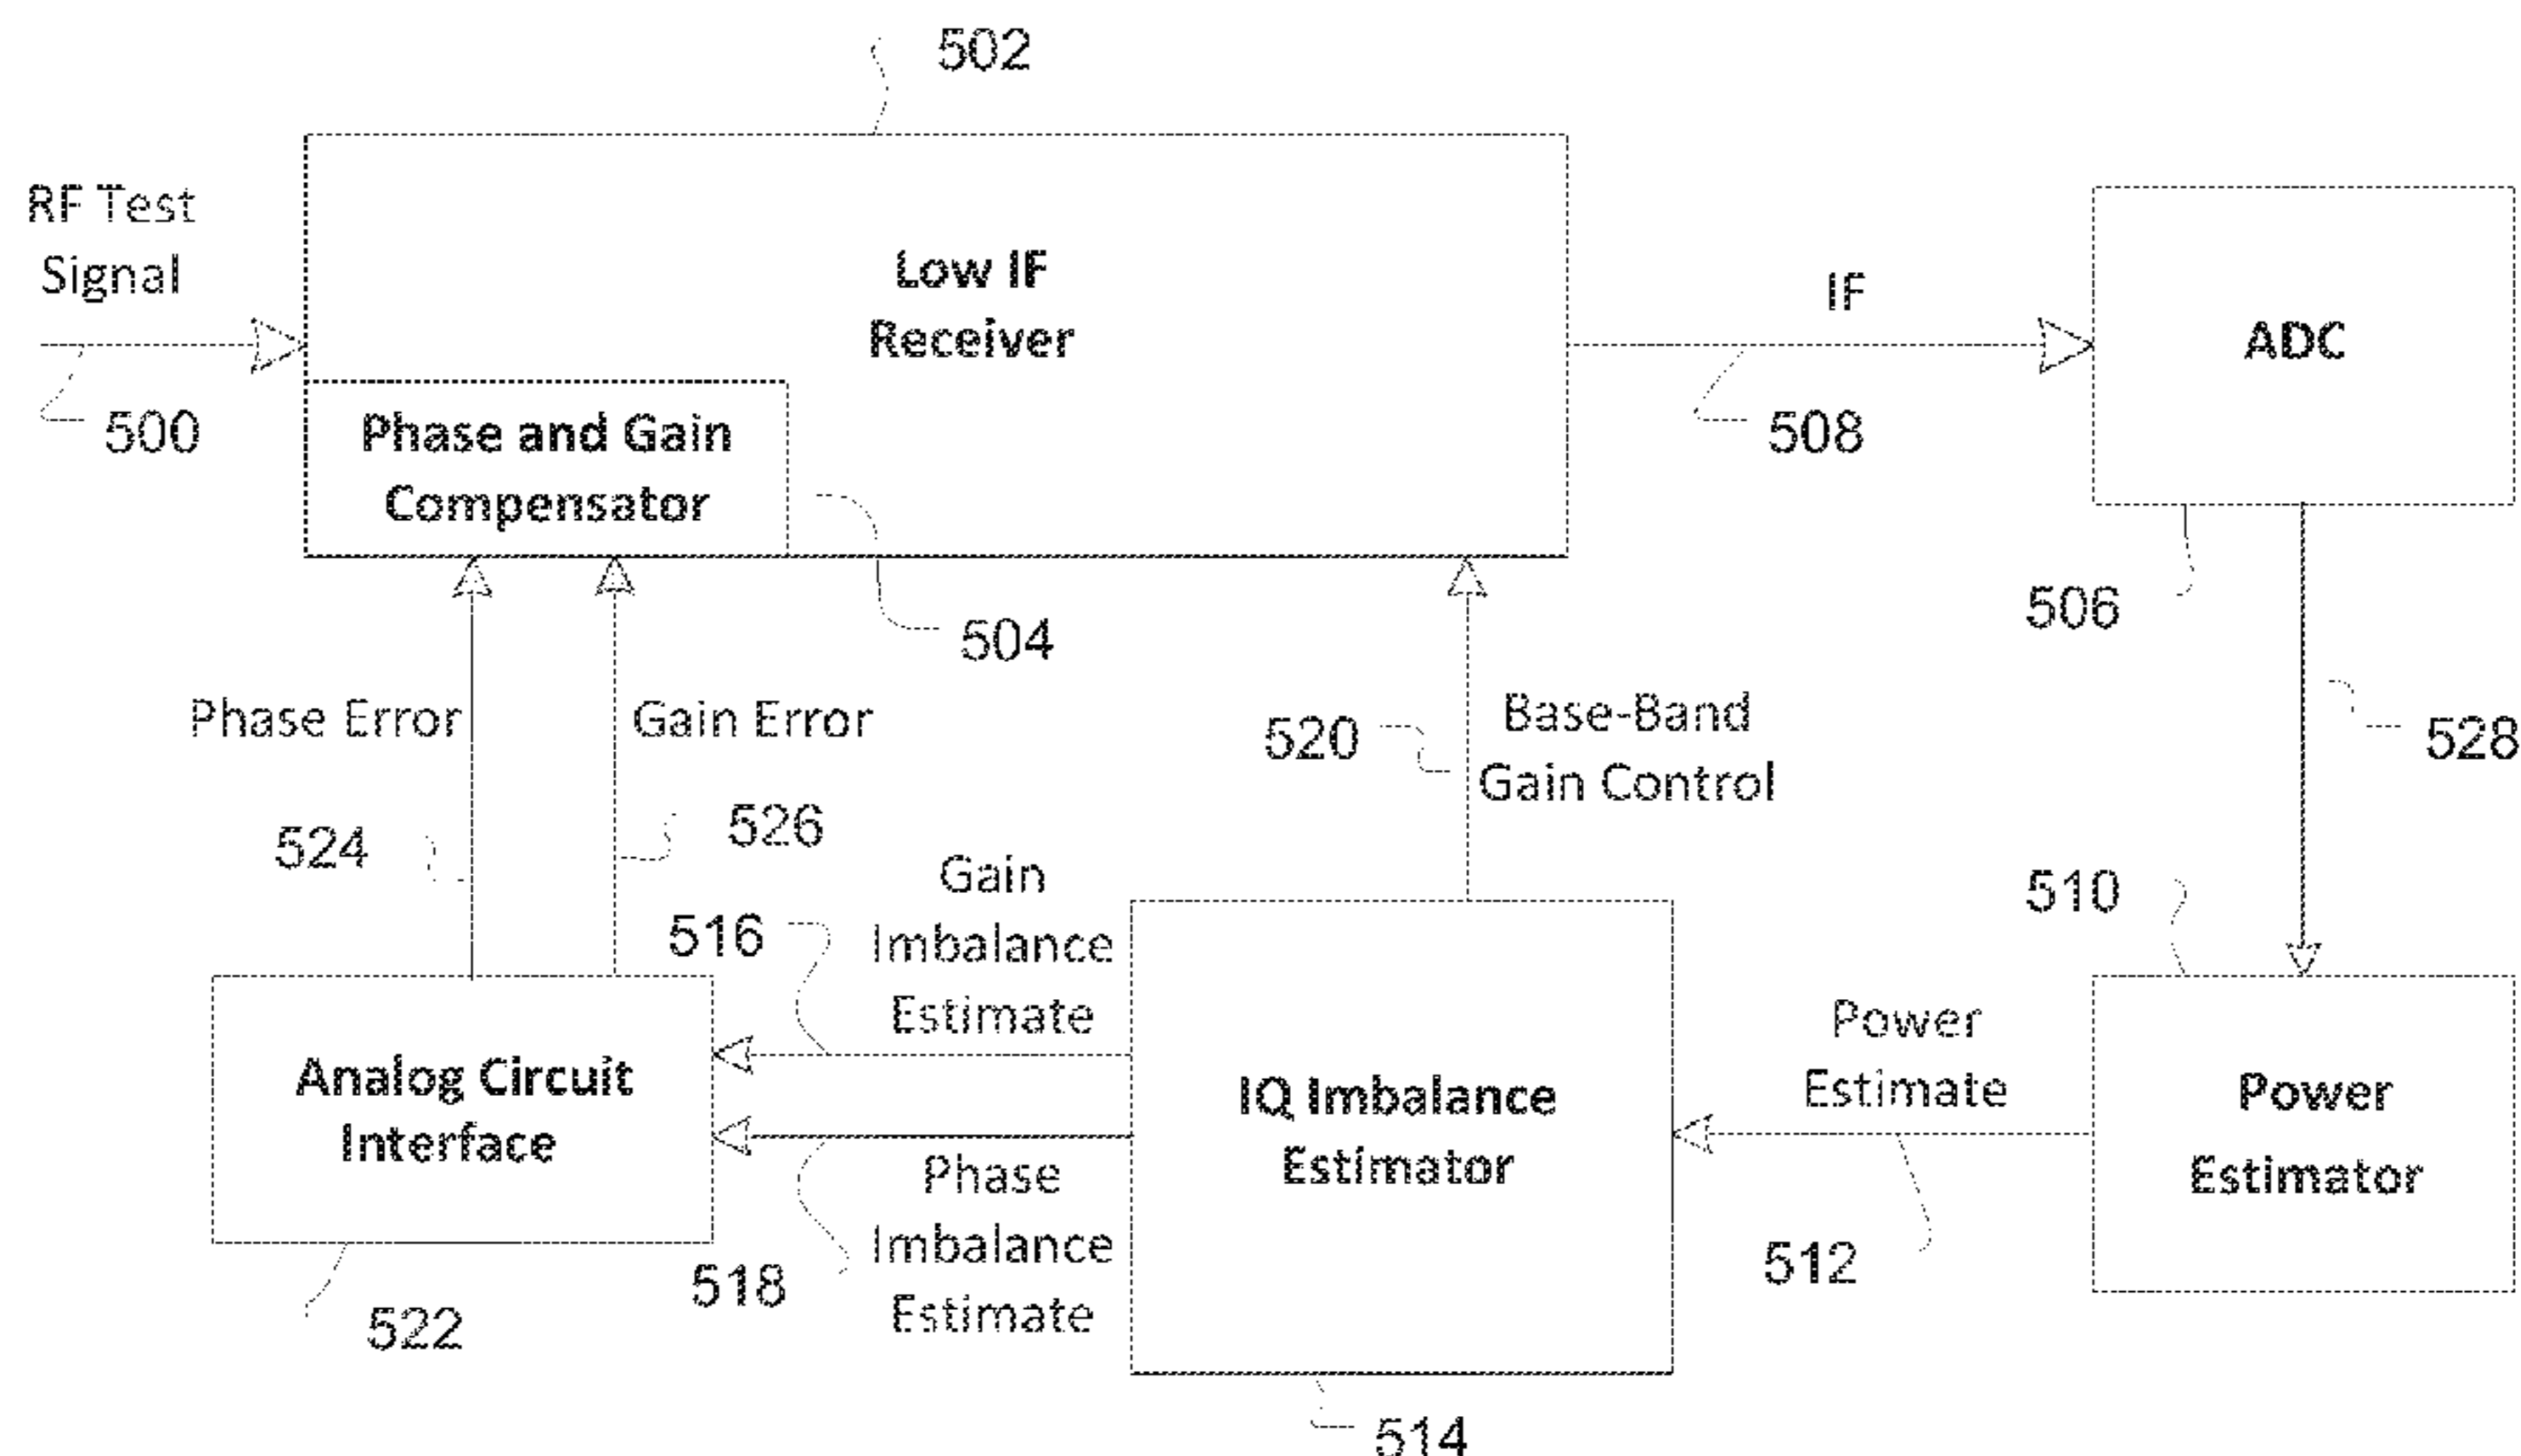 502
RF Test
Signal
500
Low IF
Receiver
Phase and Gain
Compensator
504
IF
508
ADC
506
528
Phase Error
Gain Error
524
526
520
Base-Band
Gain Control
510
Gain
Imbalance
Estimate
516
Analog Circuit
Interface
522
518
Phase
Imbalance
Estimate
IQ Imbalance
Estimator
514
Power
Estimate
512
Power
Estimator